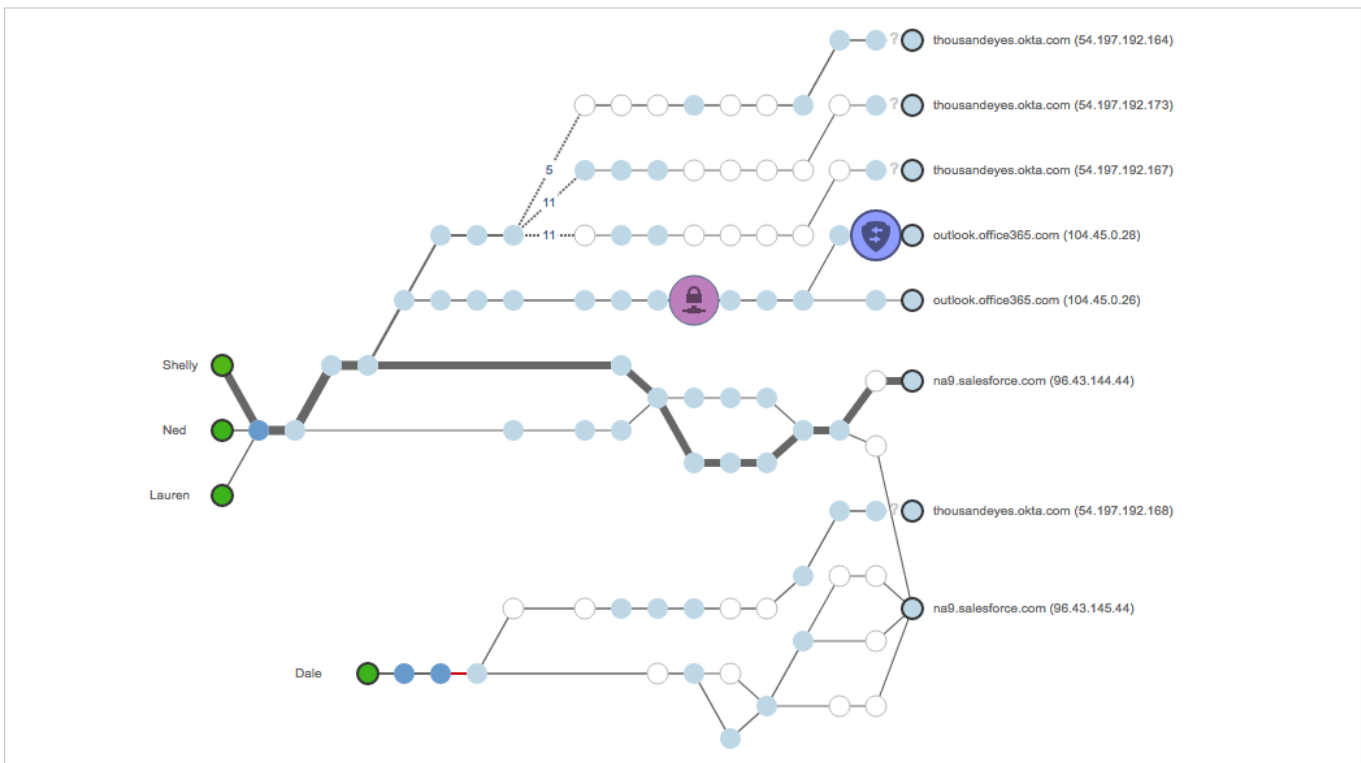 ? thousandeyes.okta.com (54.197.192.164)
? thousandeyes.okta.com (54.197.192.173)
5
? thousandeyes.okta.com (54.197.192.167)
11
11
outlook.office365.com (104.45.0.28)
outlook.office365.com (104.45.0.26)
Shelly
na9.salesforce.com (96.43.144.44)
Ned
Lauren
? thousandeyes.okta.com (54.197.192.168)
na9.salesforce.com (96.43.145.44)
Dale